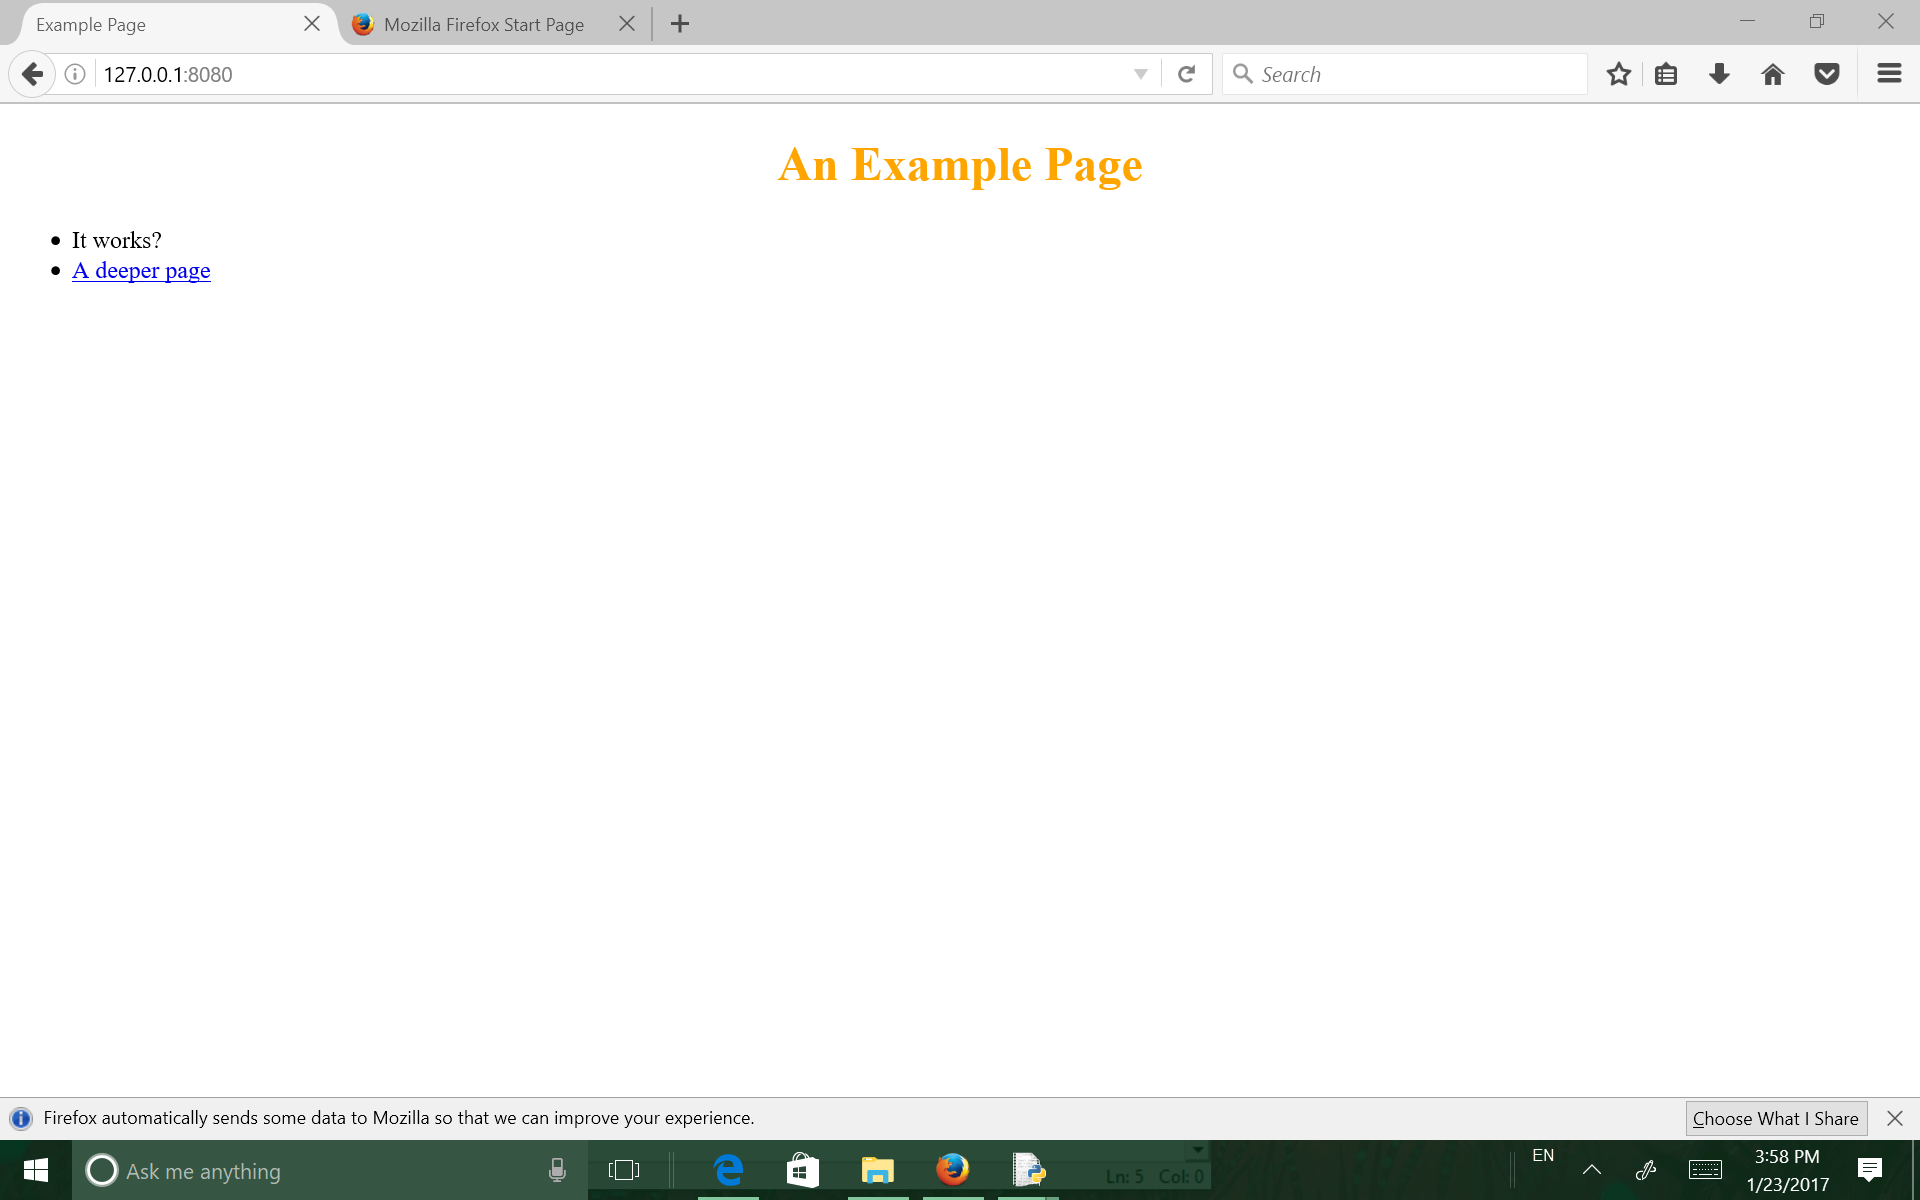 Example Page
Mozilla Firefox Start Page
127.0.0.1:8080
Search
An Example Page
It works?
A deeper page
Firefox automatically sends some data to Mozilla so that we can improve your experience.
Choose What I Share
Ask me anything
Ln: 5 Col: 0
EN
3:58 PM
1/23/2017